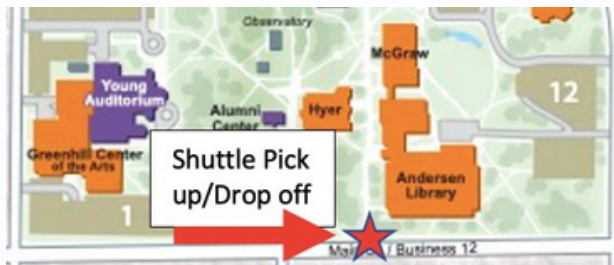 Observatory
McGraw
Young
Auditorium
12
Alumni
Center
Hyer
Greenhill Center
of the Arts
Shuttle Pick
up/Drop off
Andersen
Library
1
/ Business 12